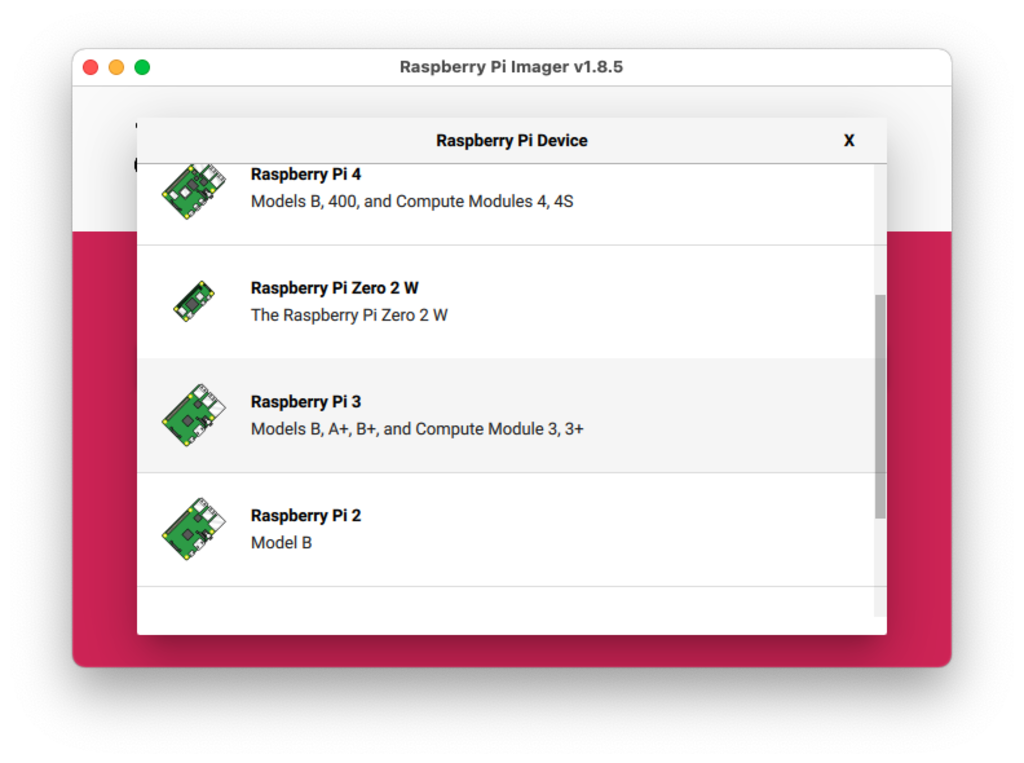 Raspberry Pi Imager v1.8.5
Raspberry Pi Device X
Raspberry Pi 4
Models B, 400, and Compute Modules 4, 4S
Raspberry Pi Zero 2 W
The Raspberry Pi Zero 2 W
Raspberry Pi 3
Models B, A+, B+, and Compute Module 3, 3+
Raspberry Pi 2
Model B